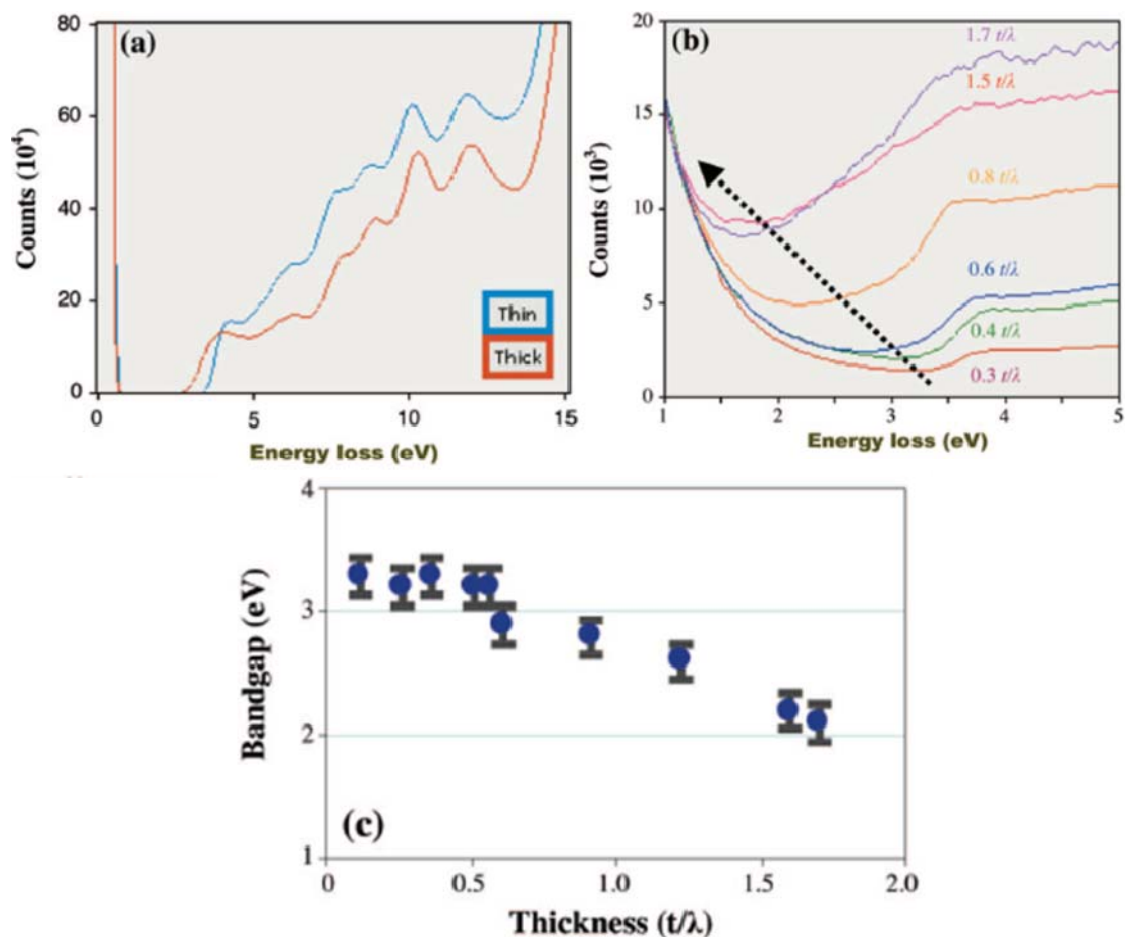 (a)
80
60
40
20
0
Counts (10⁴)
0 5 10 15
Energy loss (eV)
Thin
Thick
(b)
20
15
10
5
0
Counts (10³)
1.7 t/λ
1.5 t/λ
0.8 t/λ
0.6 t/λ
0.4 t/λ
0.3 t/λ
1 2 3 4 5
Energy loss (eV)
4
3
2
1
Bandgap (eV)
(c)
0 0.5 1.0 1.5 2.0
Thickness (t/λ)